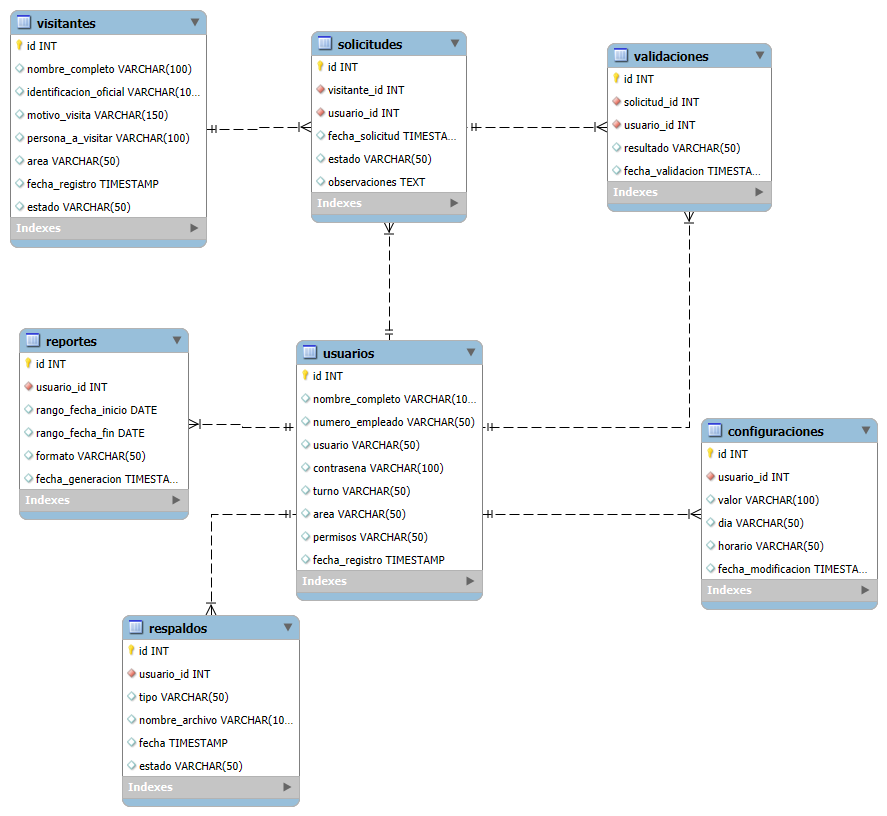 visitantes
id INT
nombre_completo VARCHAR(100)
identificacion_oficial VARCHAR(10...
motivo_visita VARCHAR(150)
persona_a_visitar VARCHAR(100)
area VARCHAR(50)
fecha_registro TIMESTAMP
estado VARCHAR(50)
Indexes
solicitudes
id INT
visitante_id INT
usuario_id INT
fecha_solicitud TIMESTA...
estado VARCHAR(50)
observaciones TEXT
Indexes
validaciones
id INT
solicitud_id INT
usuario_id INT
resultado VARCHAR(50)
fecha_validacion TIMESTA...
Indexes
reportes
id INT
usuario_id INT
rango_fecha_inicio DATE
rango_fecha_fin DATE
formato VARCHAR(50)
fecha_generacion TIMESTA...
Indexes
usuarios
id INT
nombre_completo VARCHAR(10...
numero_empleado VARCHAR(50)
usuario VARCHAR(50)
contrasena VARCHAR(100)
turno VARCHAR(50)
area VARCHAR(50)
permisos VARCHAR(50)
fecha_registro TIMESTAMP
Indexes
configuraciones
id INT
usuario_id INT
valor VARCHAR(100)
dia VARCHAR(50)
horario VARCHAR(50)
fecha_modificacion TIMESTA...
Indexes
respaldos
id INT
usuario_id INT
tipo VARCHAR(50)
nombre_archivo VARCHAR(10...
fecha TIMESTAMP
estado VARCHAR(50)
Indexes